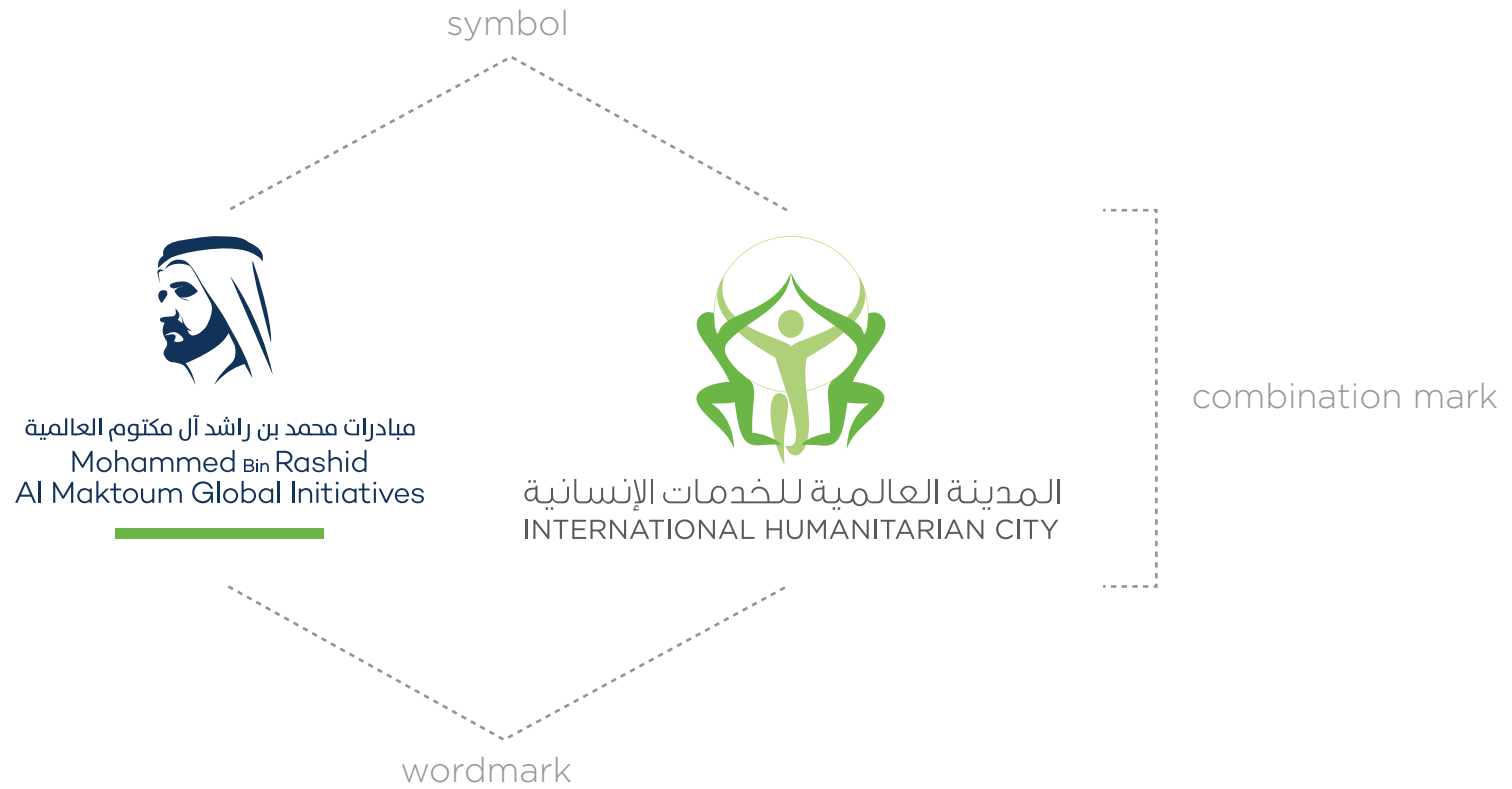 symbol
مبادرات محمد بن راشد آل مكتوم العالمية
Mohammed Bin Rashid
Al Maktoum Global Initiatives
المدينة العالمية للخدمات الإنسانية
INTERNATIONAL HUMANITARIAN CITY
combination mark
wordmark